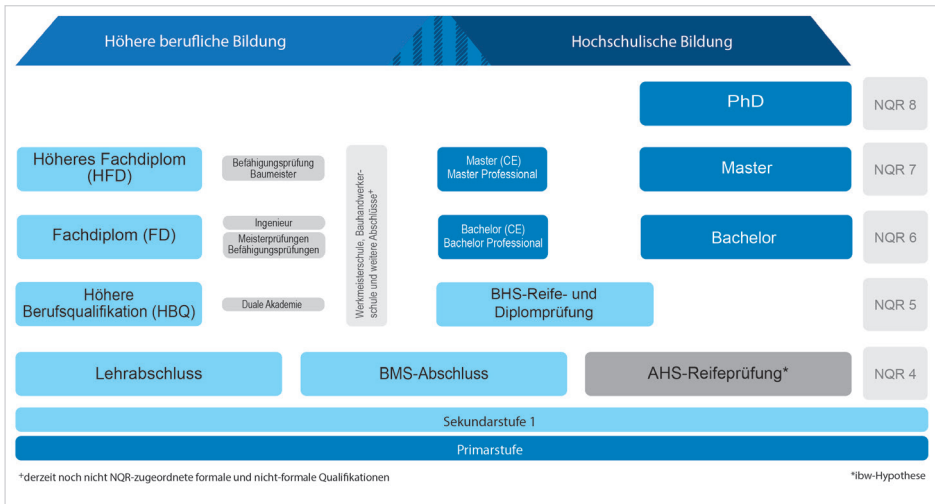 Höhere berufliche Bildung
Hochschulische Bildung
PhD
NQR 8
Höheres Fachdiplom
(HFD)
Befähigungsprüfung
Baumeister
Werkmeisterschule, Bauhandwerker-
schule und weitere Abschlüsse⁺
Master (CE)
Master Professional
Master
NQR 7
Fachdiplom (FD)
Ingenieur
Meisterprüfungen
Befähigungsprüfungen
Bachelor (CE)
Bachelor Professional
Bachelor
NQR 6
Höhere
Berufsqualifikation (HBQ)
Duale Akademie
BHS-Reife- und
Diplomprüfung
NQR 5
Lehrabschluss
BMS-Abschluss
AHS-Reifeprüfung*
NQR 4
Sekundarstufe 1
Primarstufe
⁺derzeit noch nicht NQR-zugeordnete formale und nicht-formale Qualifikationen
*ibw-Hypothese